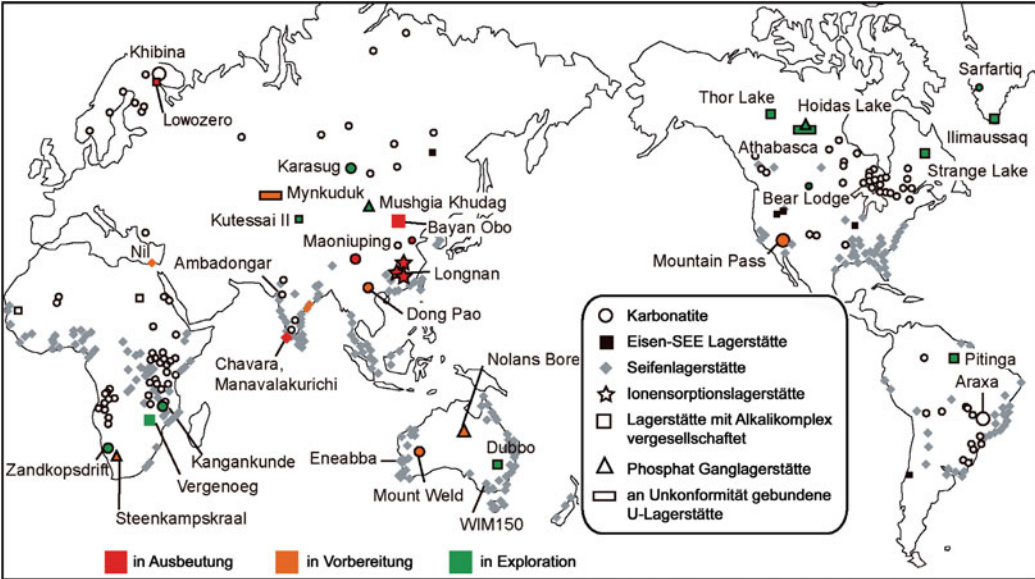 Khibina
Lowozero
Sarfartiq
Thor Lake
Hoidas Lake
Ilimaussaq
Athabasca
Strange Lake
Karasug
Mynkuduk
Mushgia Khudag
Bear Lodge
Kutessai II
Bayan Obo
Maoniuping
Nil
Mountain Pass
Ambadongar
Longnan
Dong Pao
Chavara,
Manavalakurichi
Nolans Bore
Pitinga
Araxa
Eneabba
Dubbo
Zandkopsdrift
Kangankunde
Mount Weld
Vergenoeg
WIM150
Steenkampskraal
Karbonatite
Eisen-SEE Lagerstätte
Seifenlagerstätte
Ionensorptionslagerstätte
Lagerstätte mit Alkalikomplex
vergesellschaftet
Phosphat Ganglagerstätte
an Unkonformität gebundene
U-Lagerstätte
in Ausbeutung
in Vorbereitung
in Exploration